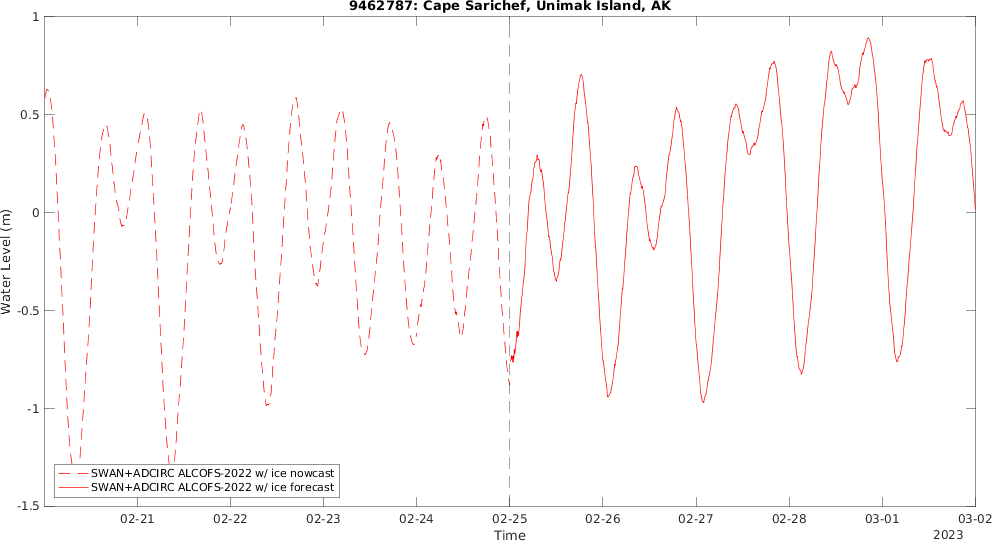 9462787: Cape Sarichef, Unimak Island, AK
1
0.5
0
-0.5
-1
-1.5
Water Level (m)
SWAN+ADCIRC ALCOFS-2022 w/ ice nowcast
SWAN+ADCIRC ALCOFS-2022 w/ ice forecast
02-21 02-22 02-23 02-24 02-25 02-26 02-27 02-28 03-01 03-02
Time
2023